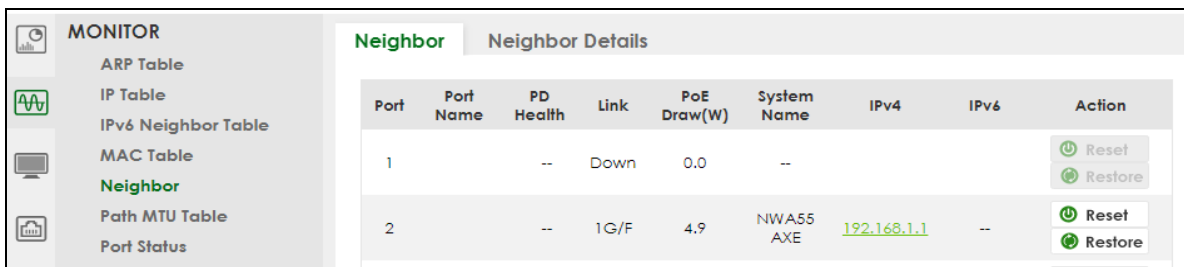 MONITOR
ARP Table
IP Table
IPv6 Neighbor Table
MAC Table
Neighbor
Path MTU Table
Port Status
Neighbor Neighbor Details
Port Port Name PD Health Link PoE Draw(W) System Name IPv4 IPv6 Action
1 -- Down 0.0 -- Reset
Restore
2 -- 1G/F 4.9 NWA55 AXE 192.168.1.1 -- Reset
Restore